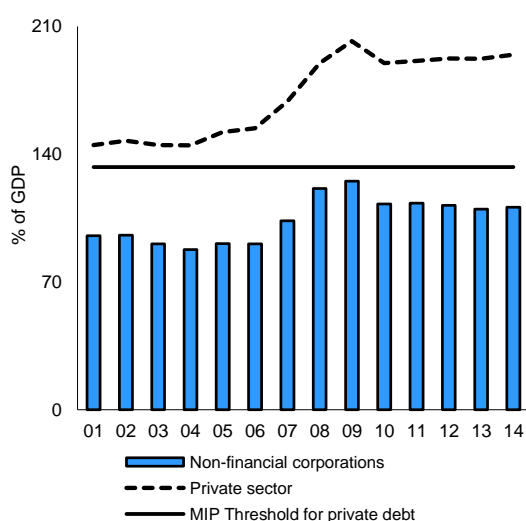 210
140
70
0
% of GDP
01 02 03 04 05 06 07 08 09 10 11 12 13 14
Non-financial corporations
Private sector
MIP Threshold for private debt